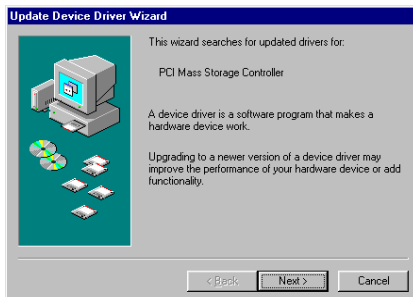 Update Device Driver Wizard
This wizard searches for updated drivers for:
PCI Mass Storage Controller
A device driver is a software program that makes a
hardware device work.
Upgrading to a newer version of a device driver may
improve the performance of your hardware device or add
functionality.
< Back Next > Cancel